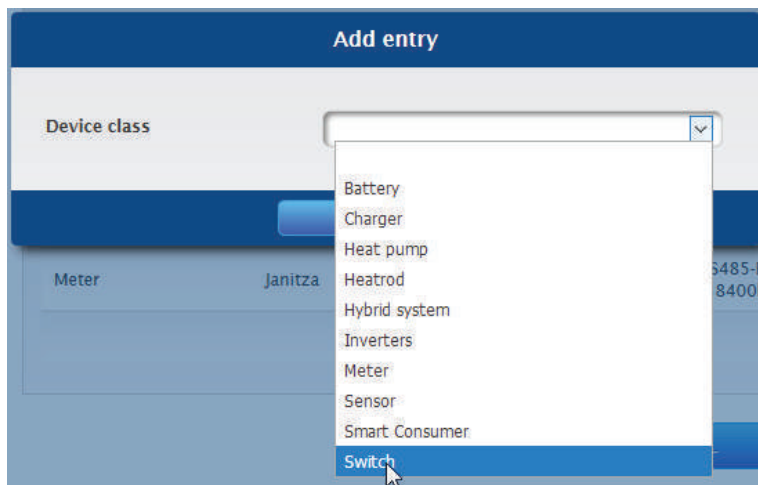 Add entry
Device class
Battery
Charger
Heat pump
Heatrod
Hybrid system
Inverters
Meter
Sensor
Smart Consumer
Switch
Meter Janitza
8400